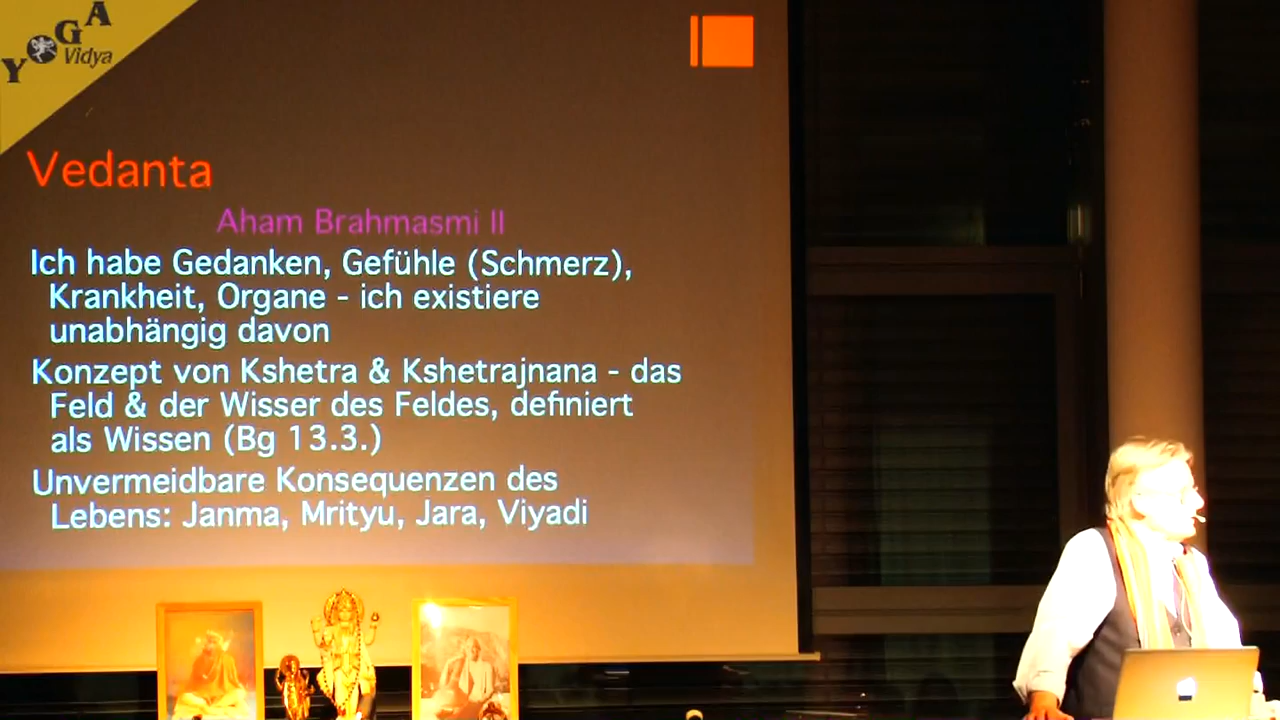 YOGA
Vidya
Vedanta
Aham Brahmasmi II
Ich habe Gedanken, Gefühle (Schmerz),
Krankheit, Organe - ich existiere
unabhängig davon
Konzept von Kshetra & Kshetrajnana - das
Feld & der Wisser des Feldes, definiert
als Wissen (Bg 13.3.)
Unvermeidbare Konsequenzen des
Lebens: Janma, Mrityu, Jara, Viyadi